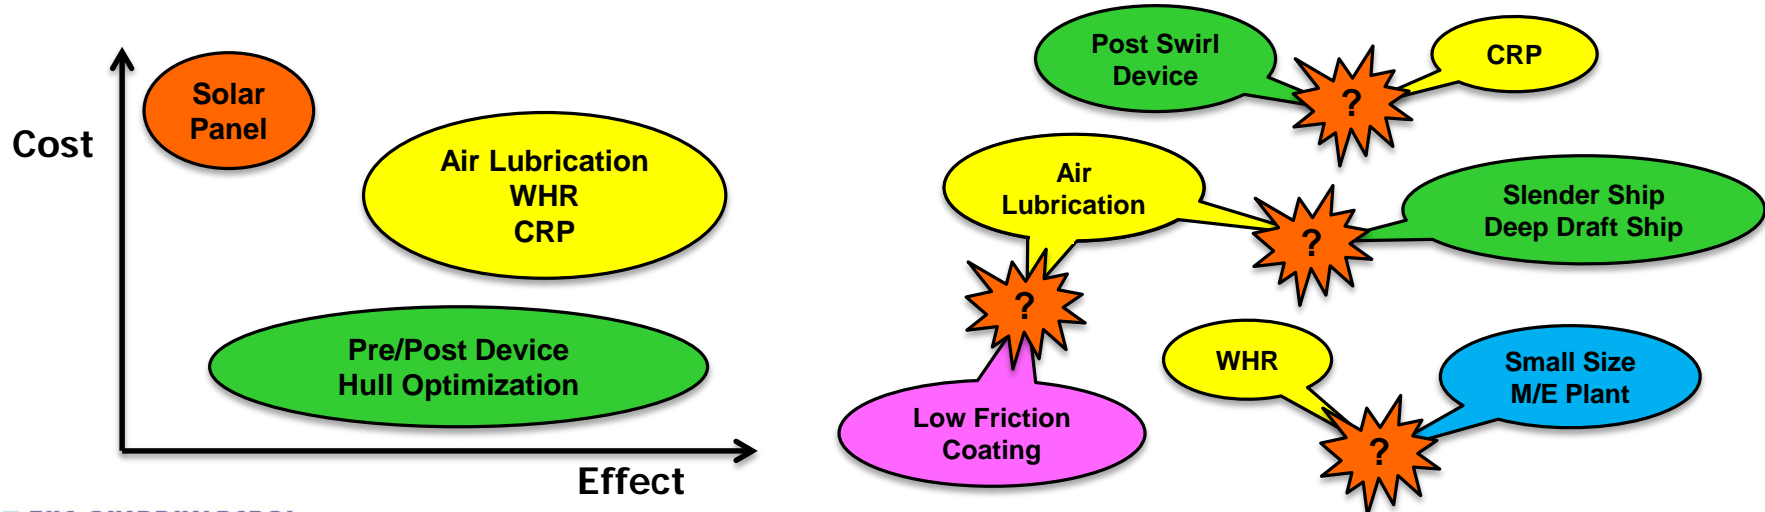 Cost
Solar
Panel
Air Lubrication
WHR
CRP
Pre/Post Device
Hull Optimization
Effect
Post Swirl
Device
?
CRP
Air
Lubrication
?
Slender Ship
Deep Draft Ship
?
Low Friction
Coating
WHR
?
Small Size
M/E Plant